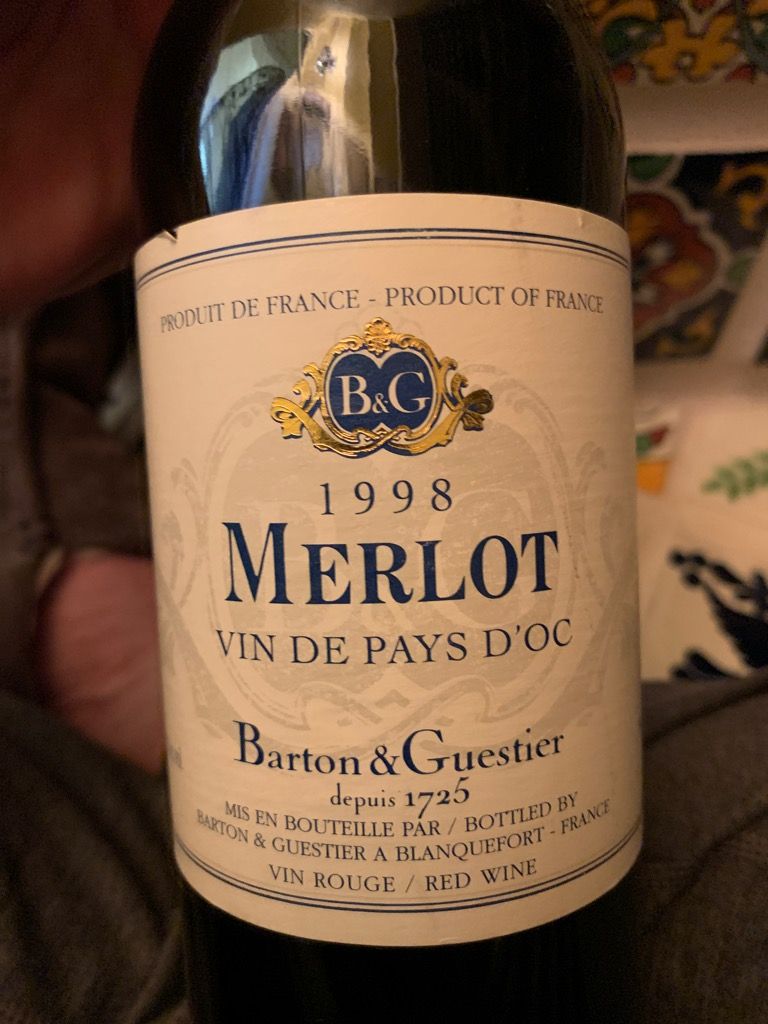 PRODUIT DE FRANCE - PRODUCT OF FRANCE
B&G
1998
MERLOT
VIN DE PAYS D'OC
Barton & Guestier
depuis 1725
MIS EN BOUTEILLE PAR / BOTTLED BY
BARTON & GUESTIER A BLANQUEFORT - FRANCE
VIN ROUGE / RED WINE